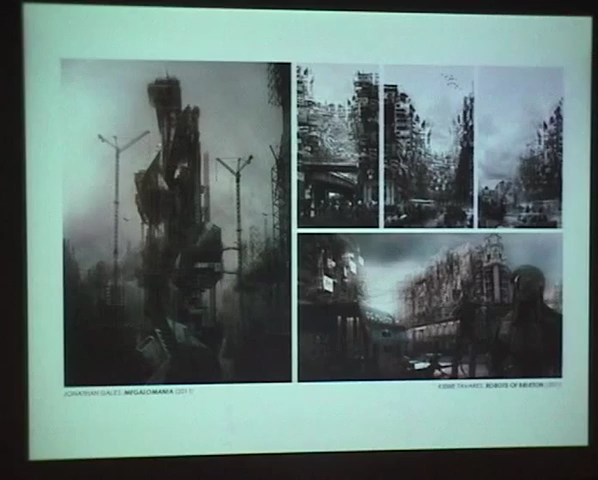 JONATHAN GALES, MEGALOMANIA (2011)
KIBWE TAVARES, ROBOTS OF BRIXTON (2011)